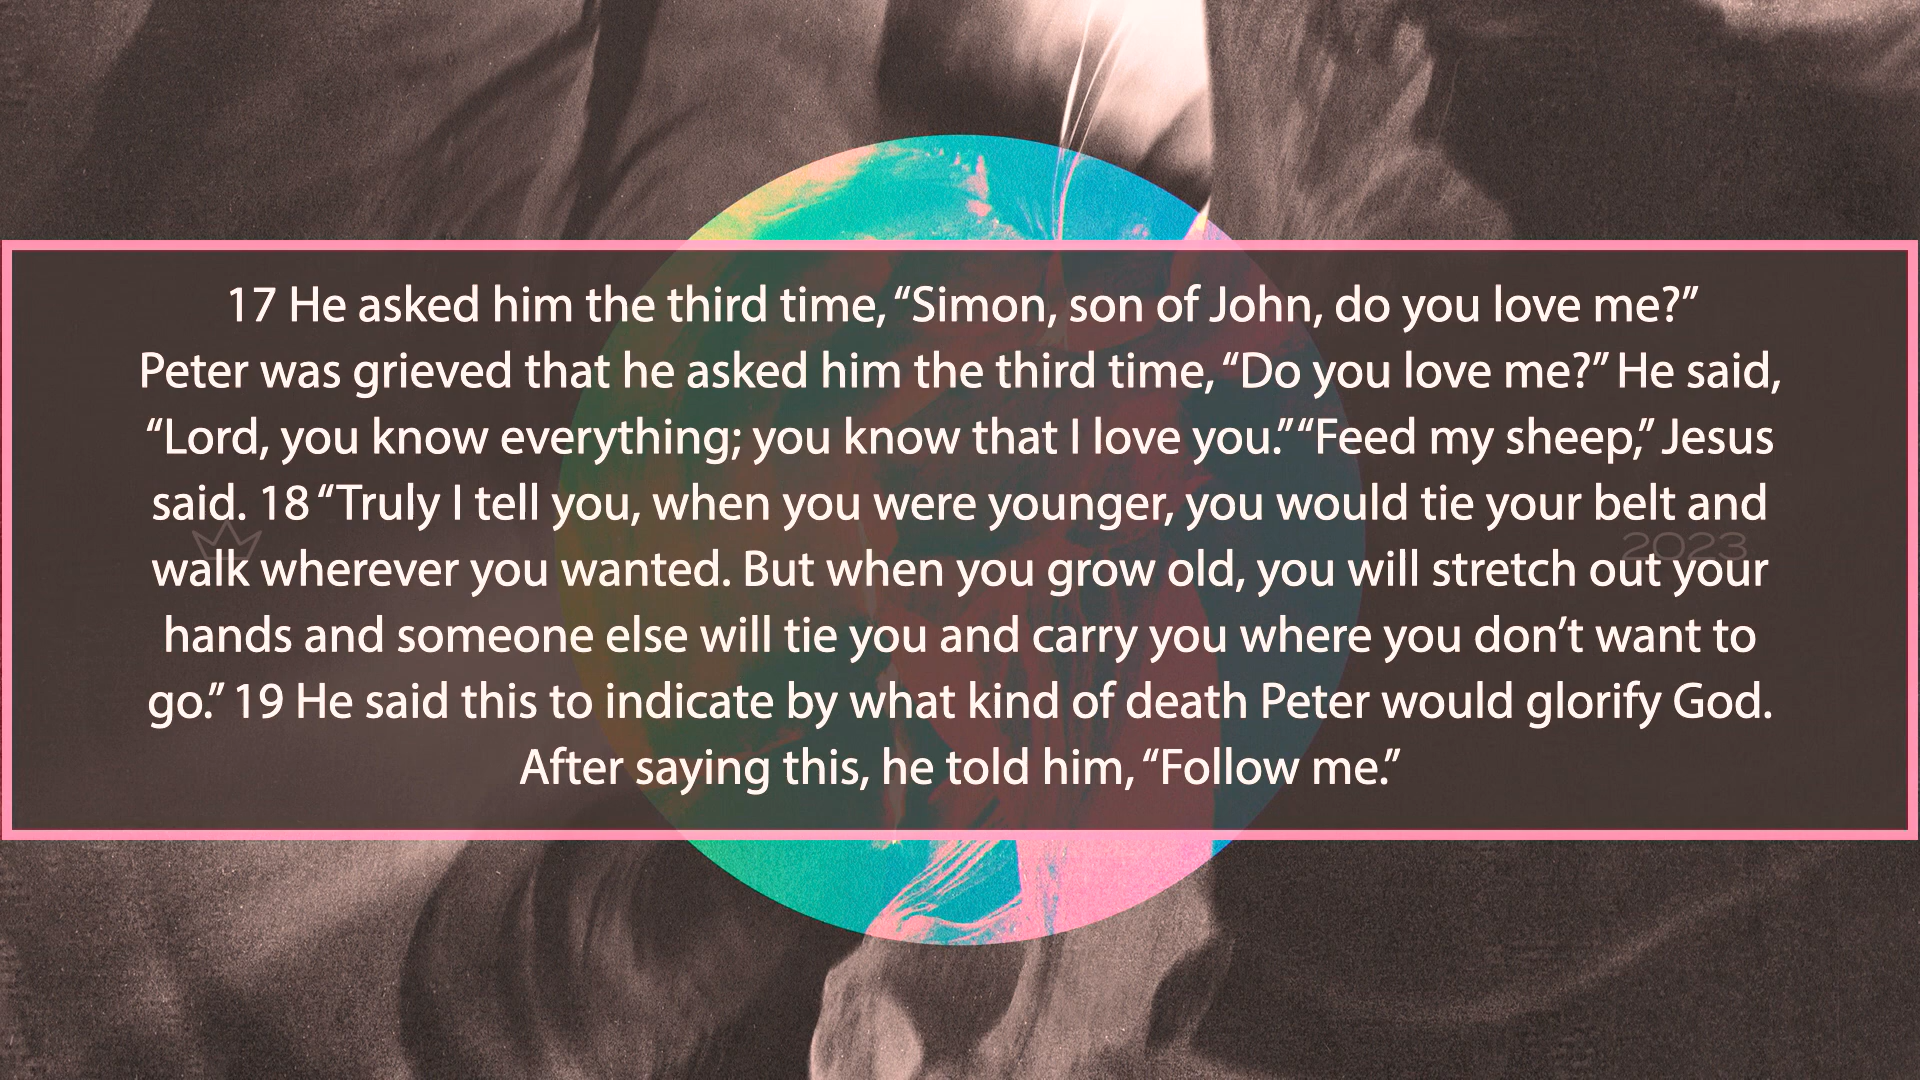 17 He asked him the third time, “Simon, son of John, do you love me?”
Peter was grieved that he asked him the third time, “Do you love me?” He said,
“Lord, you know everything; you know that I love you.” “Feed my sheep,” Jesus
said. 18 “Truly I tell you, when you were younger, you would tie your belt and
walk wherever you wanted. But when you grow old, you will stretch out your
hands and someone else will tie you and carry you where you don’t want to
go.” 19 He said this to indicate by what kind of death Peter would glorify God.
After saying this, he told him, “Follow me.”
2023